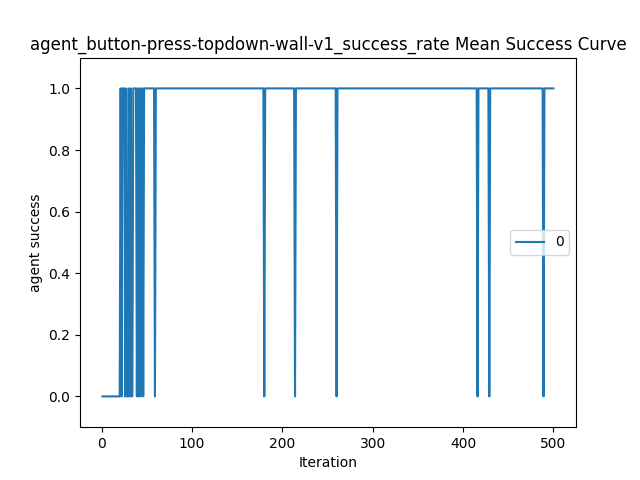 agent_button-press-topdown-wall-v1_success_rate Mean Success Curve
1.0
0.8
0.6
0.4
0.2
0.0
agent success
0
0 100 200 300 400 500
Iteration